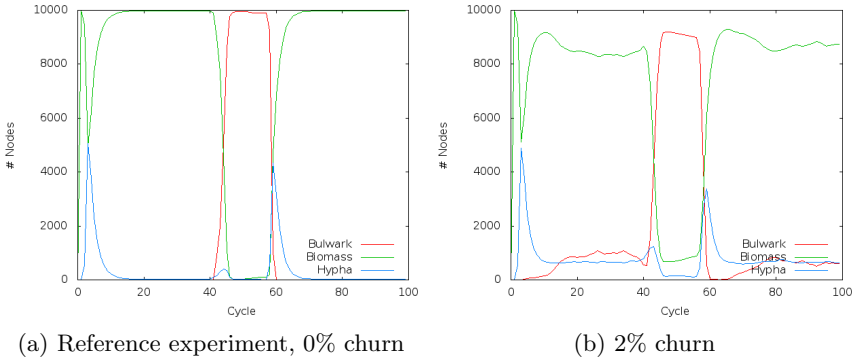 10000
8000
6000
4000
2000
0
# Nodes
0 20 40 60 80 100
Cycle
Bulwark
Biomass
Hypha
(a) Reference experiment, 0% churn
10000
8000
6000
4000
2000
0
# Nodes
0 20 40 60 80 100
Cycle
Bulwark
Biomass
Hypha
(b) 2% churn